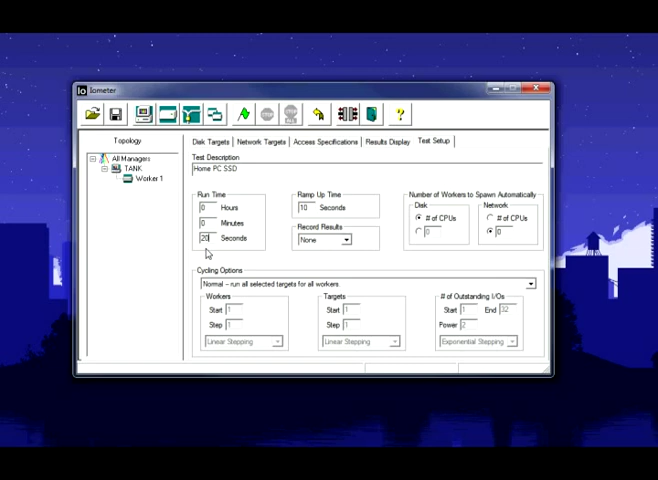 Iometer
STOP
STOP ALL
?
Topology
All Managers
TANK
Worker 1
Disk Targets Network Targets Access Specifications Results Display Test Setup
Test Description
Home PC SSD
Run Time
0 Hours
0 Minutes
20 Seconds
Ramp Up Time
10 Seconds
Record Results
None
Number of Workers to Spawn Automatically
Disk Network
# of CPUs # of CPUs
0 0
Cycling Options
Normal -- run all selected targets for all workers.
Workers
Start 1
Step 1
Linear Stepping
Targets
Start 1
Step 1
Linear Stepping
# of Outstanding I/Os
Start 1 End 32
Power 2
Exponential Stepping